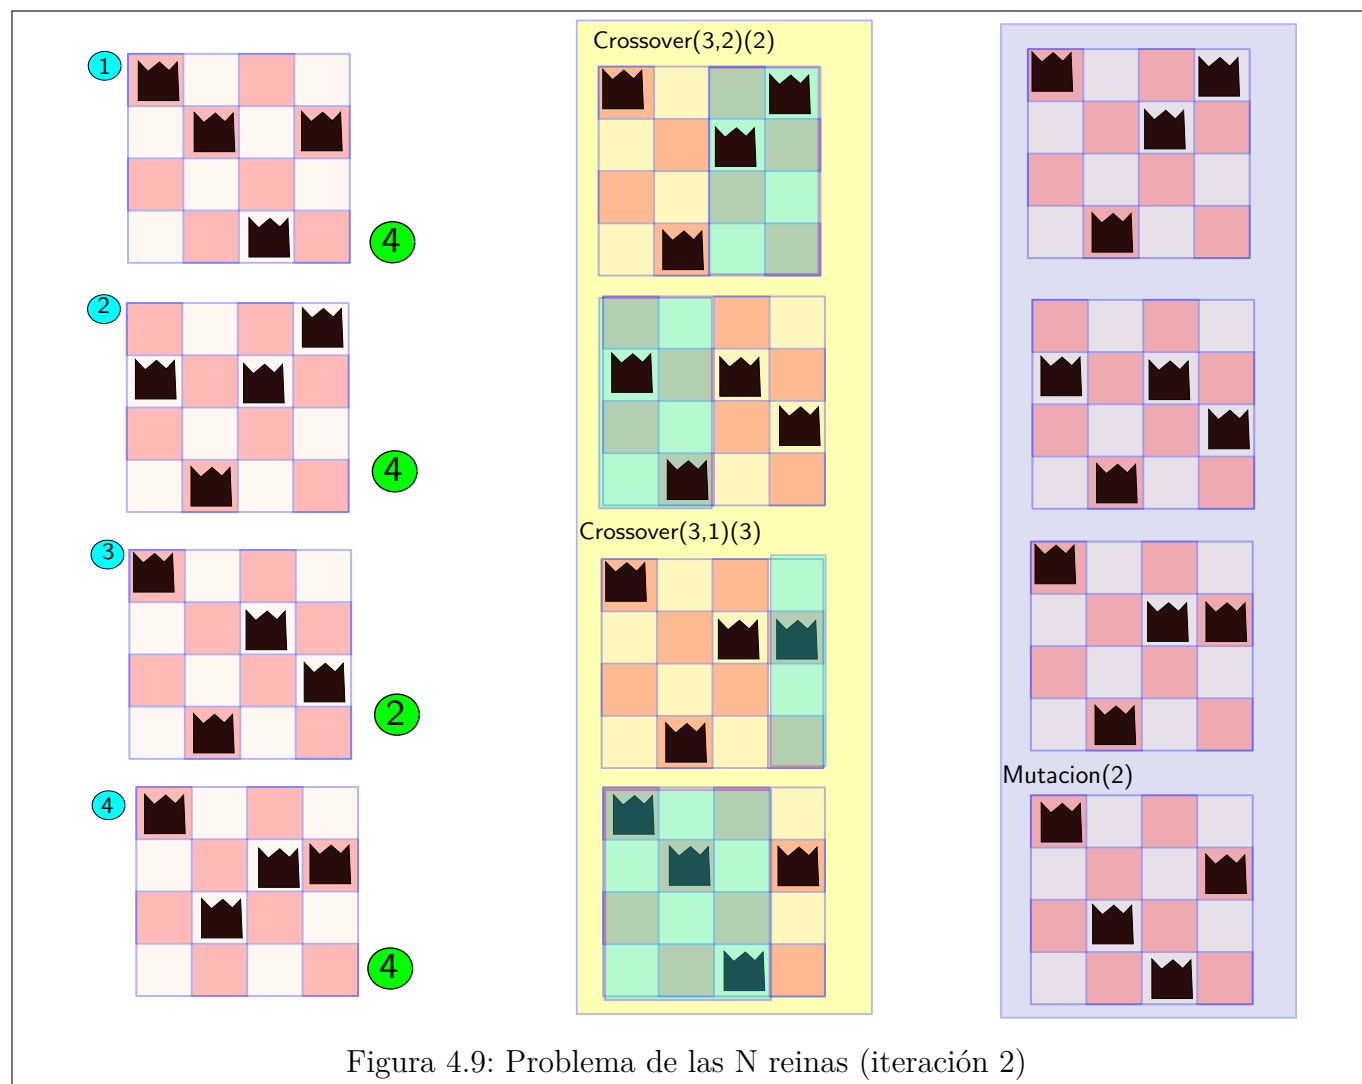 1
4
2
4
3
2
4
4
Crossover(3,2)(2)
Crossover(3,1)(3)
Mutacion(2)
Figura 4.9: Problema de las N reinas (iteración 2)